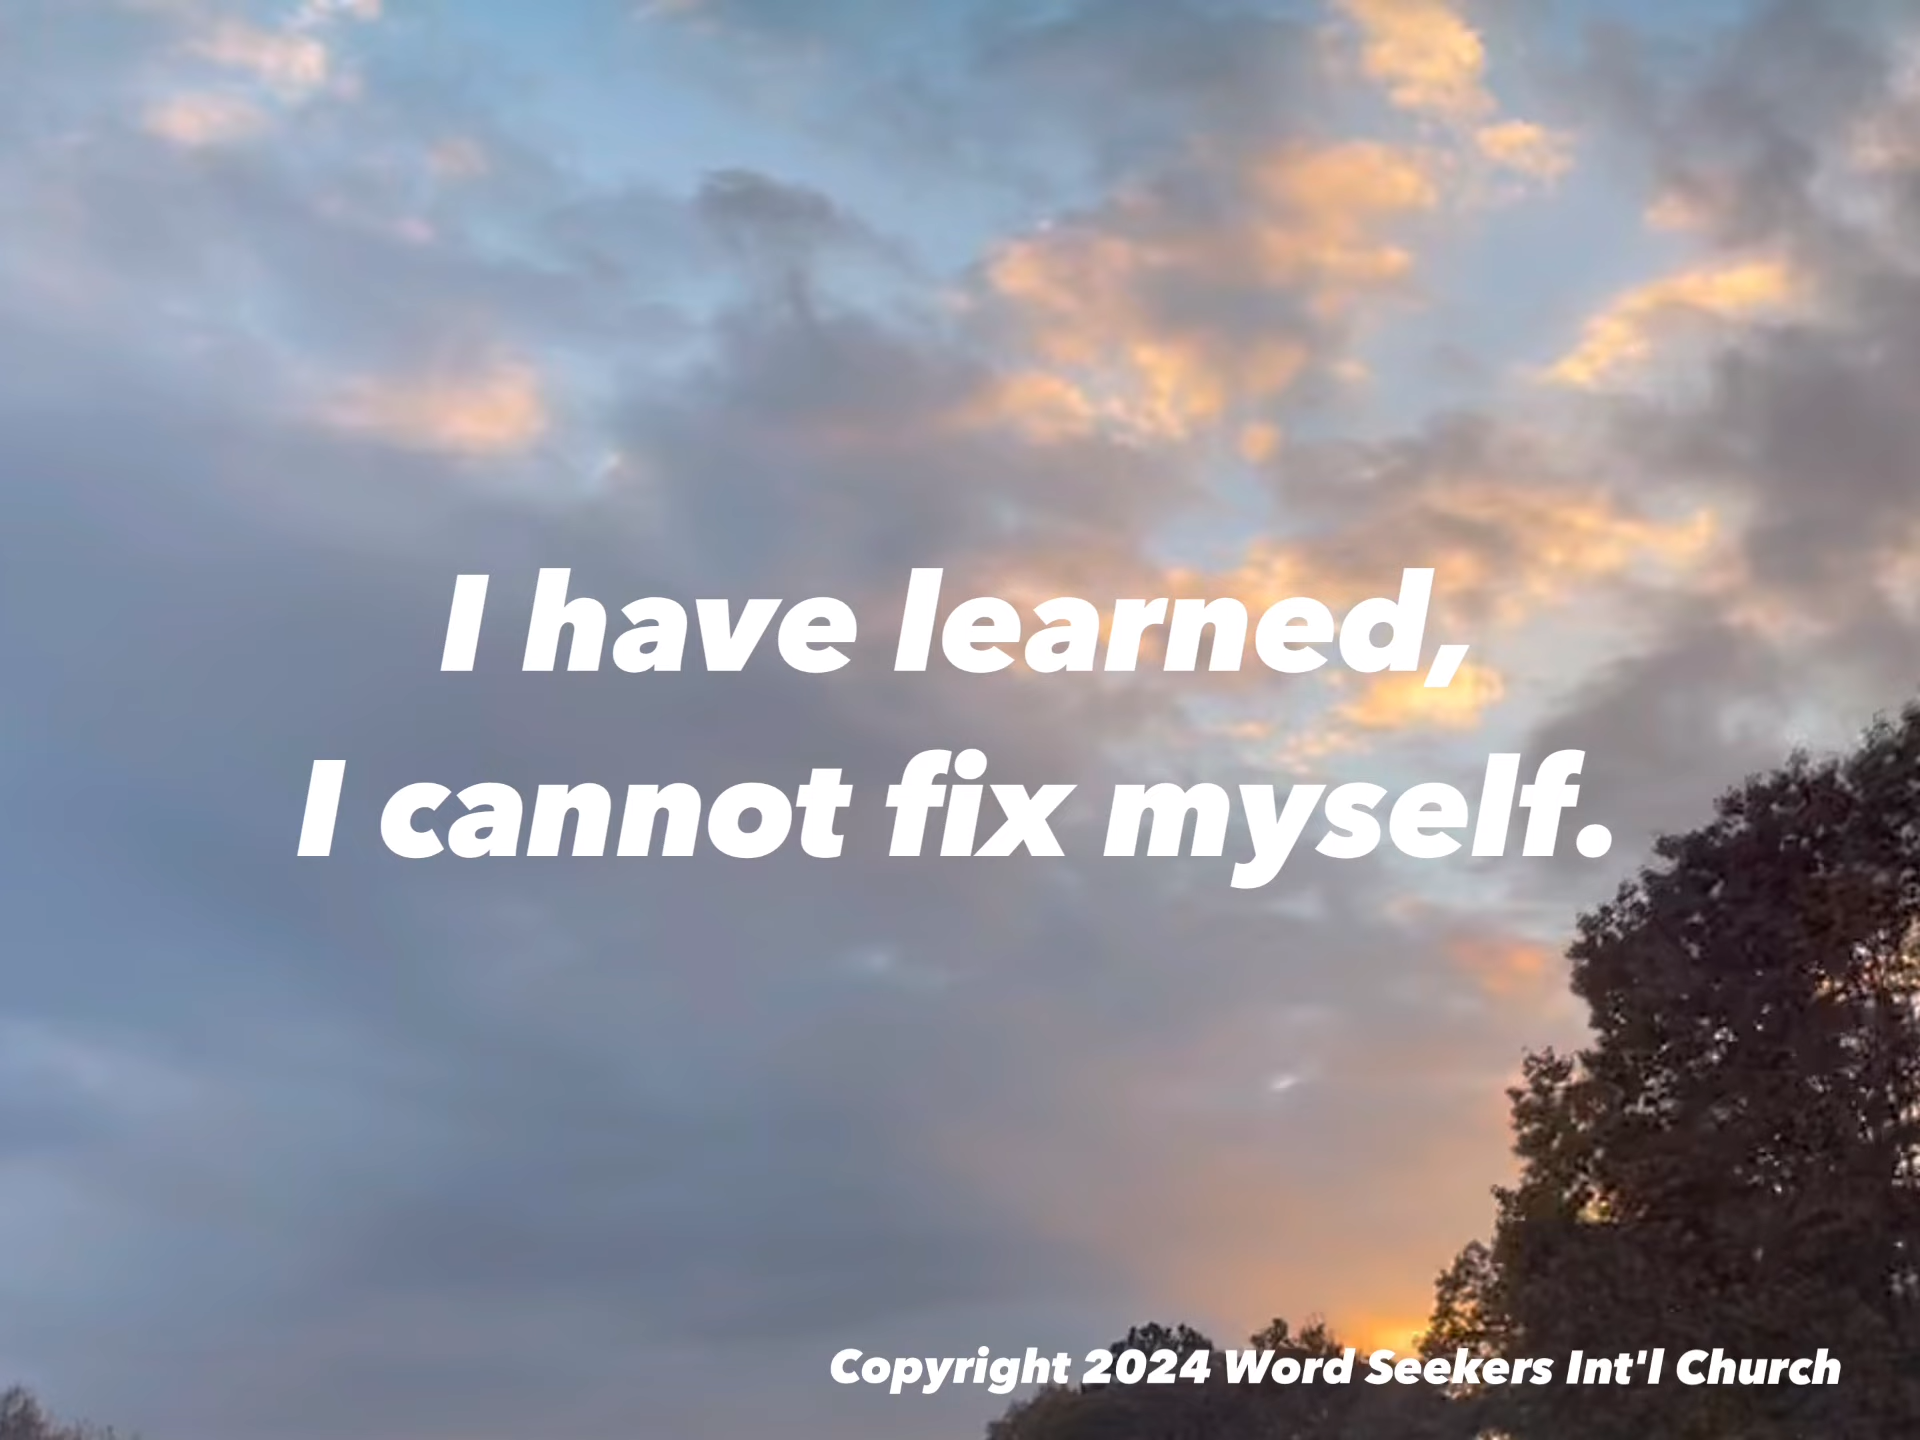 I have learned,
I cannot fix myself.
Copyright 2024 Word Seekers Int'l Church